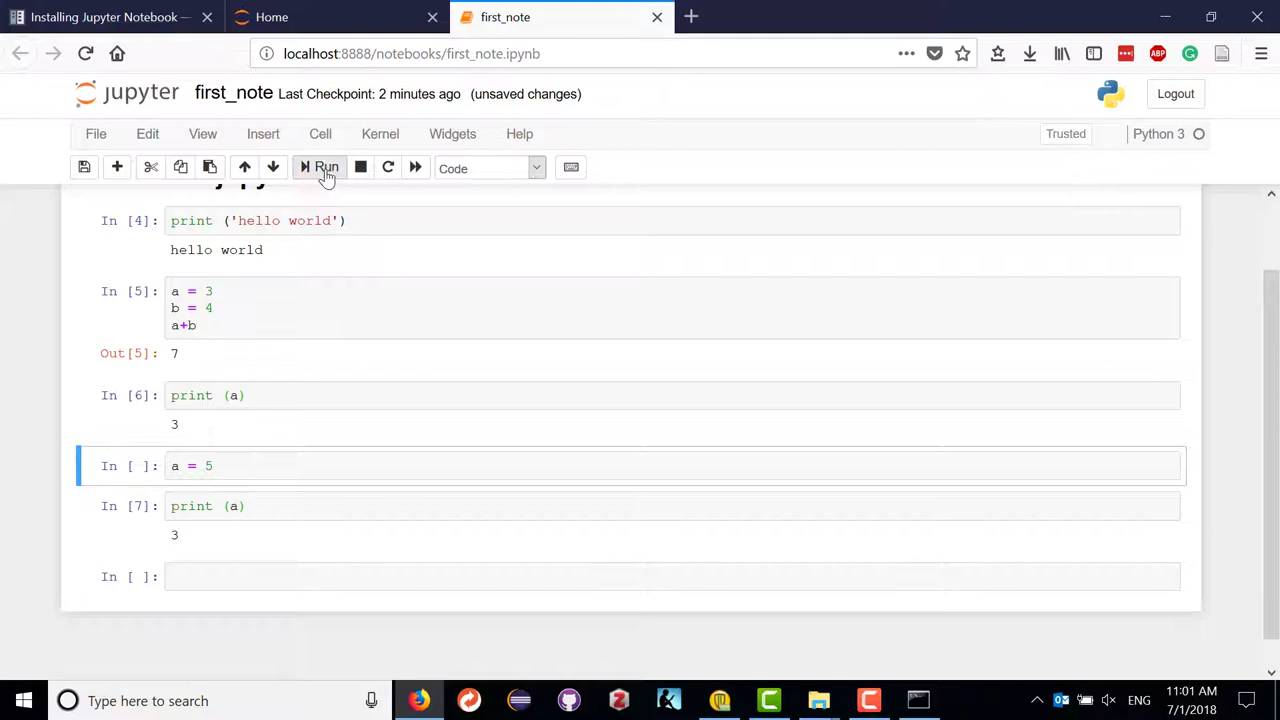 Installing Jupyter Notebook —
Home
first_note
localhost:8888/notebooks/first_note.ipynb
ABP
jupyter first_note Last Checkpoint: 2 minutes ago (unsaved changes)
Logout
File Edit View Insert Cell Kernel Widgets Help
Trusted
Python 3
Run
Code
In [4]: print ('hello world')
hello world
In [5]: a = 3
b = 4
a+b
Out[5]: 7
In [6]: print (a)
3
In [ ]: a = 5
In [7]: print (a)
3
In [ ]:
Type here to search
ENG
11:01 AM
7/1/2018